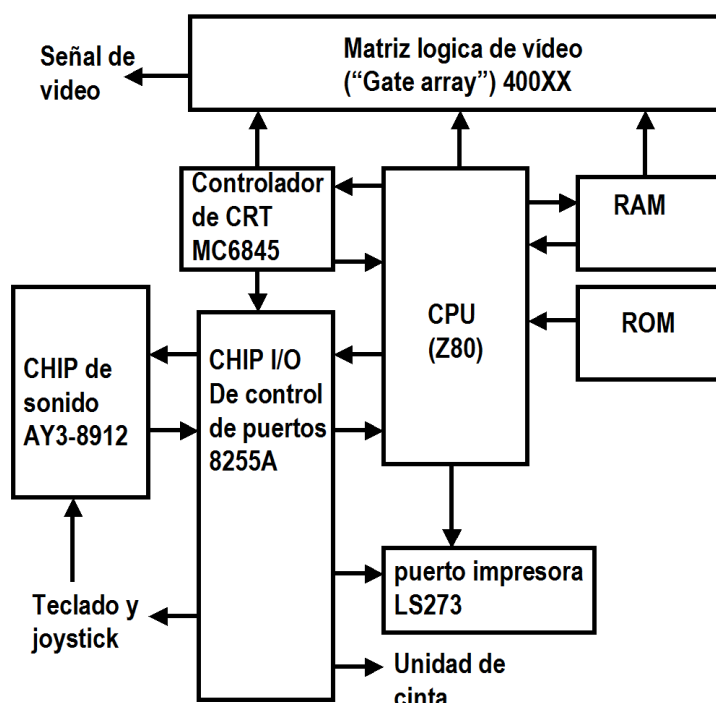 Señal de
video
Matriz logica de vídeo
(“Gate array”) 400XX
Controlador
de CRT
MC6845
RAM
CPU
(Z80)
ROM
CHIP de
sonido
AY3-8912
CHIP I/O
De control
de puertos
8255A
puerto impresora
LS273
Teclado y
joystick
Unidad de
cinta